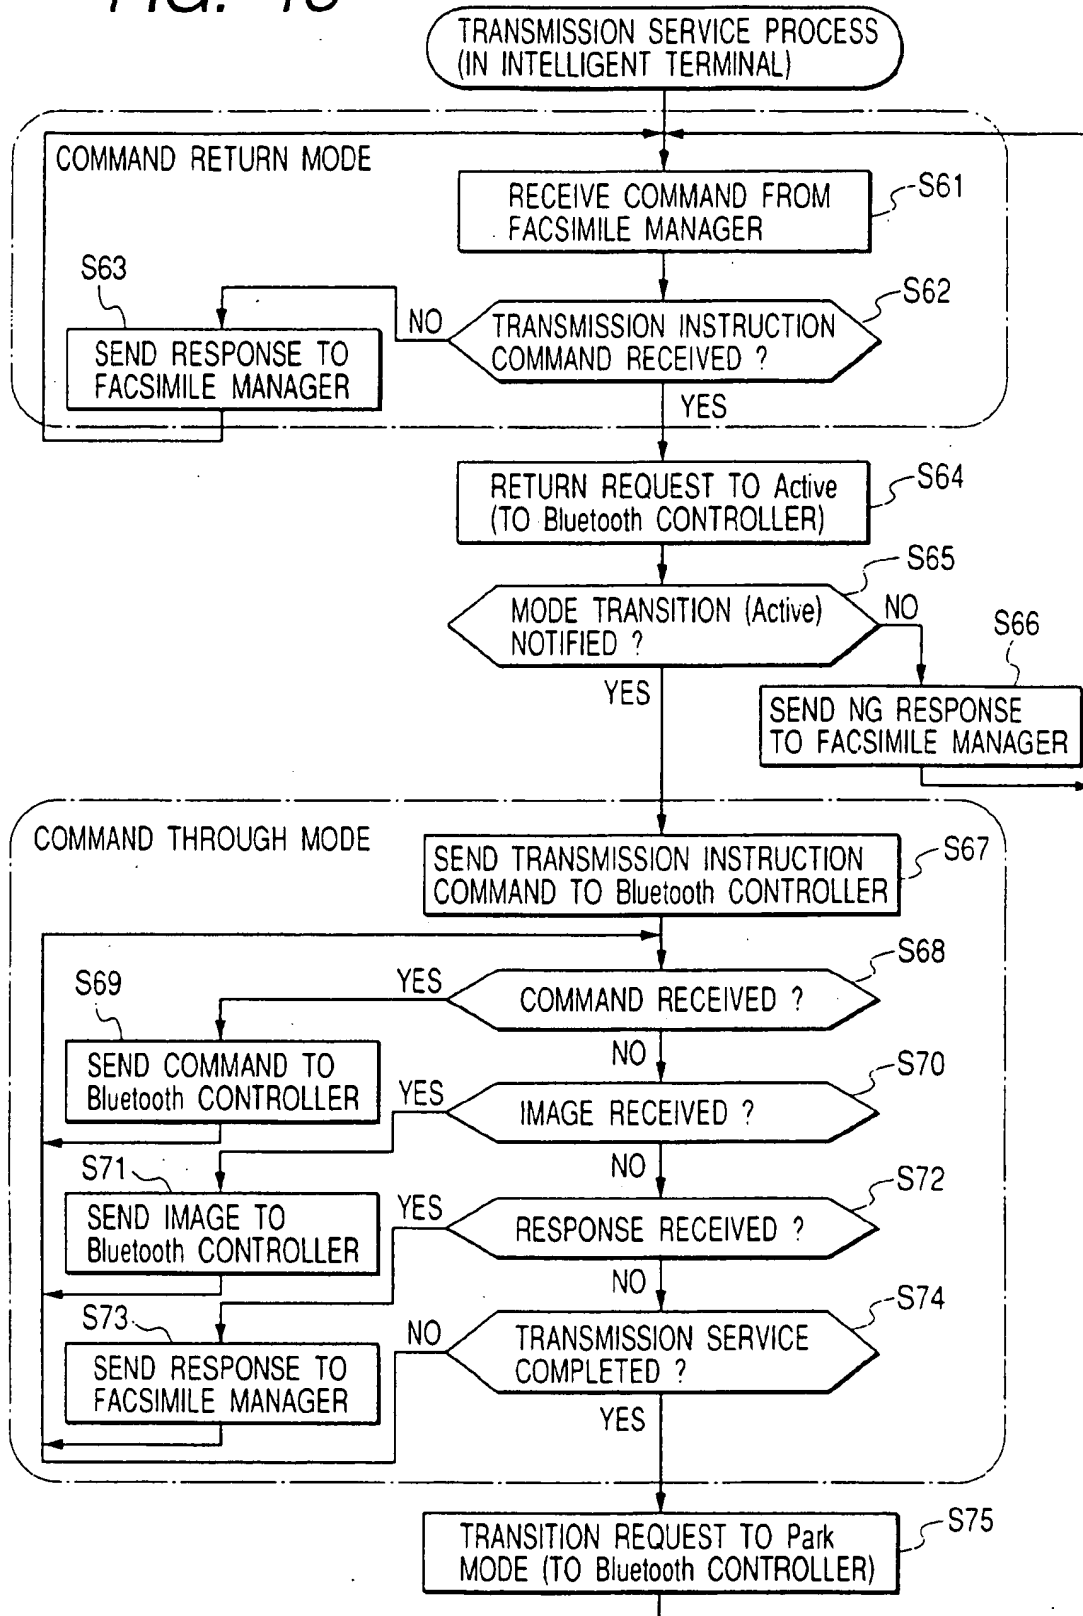 TRANSMISSION SERVICE PROCESS
(IN INTELLIGENT TERMINAL)
COMMAND RETURN MODE
RECEIVE COMMAND FROM
FACSIMILE MANAGER
S61
S62
TRANSMISSION INSTRUCTION
COMMAND RECEIVED ?
NO
S63
SEND RESPONSE TO
FACSIMILE MANAGER
YES
RETURN REQUEST TO Active
(TO Bluetooth CONTROLLER)
S64
S65
MODE TRANSITION (Active)
NOTIFIED ?
NO
S66
SEND NG RESPONSE
TO FACSIMILE MANAGER
YES
COMMAND THROUGH MODE
SEND TRANSMISSION INSTRUCTION
COMMAND TO Bluetooth CONTROLLER
S67
S68
COMMAND RECEIVED ?
YES
S69
SEND COMMAND TO
Bluetooth CONTROLLER
NO
S70
IMAGE RECEIVED ?
YES
S71
SEND IMAGE TO
Bluetooth CONTROLLER
NO
S72
RESPONSE RECEIVED ?
YES
S73
SEND RESPONSE TO
FACSIMILE MANAGER
NO
S74
TRANSMISSION SERVICE
COMPLETED ?
NO
YES
TRANSITION REQUEST TO Park
MODE (TO Bluetooth CONTROLLER)
S75